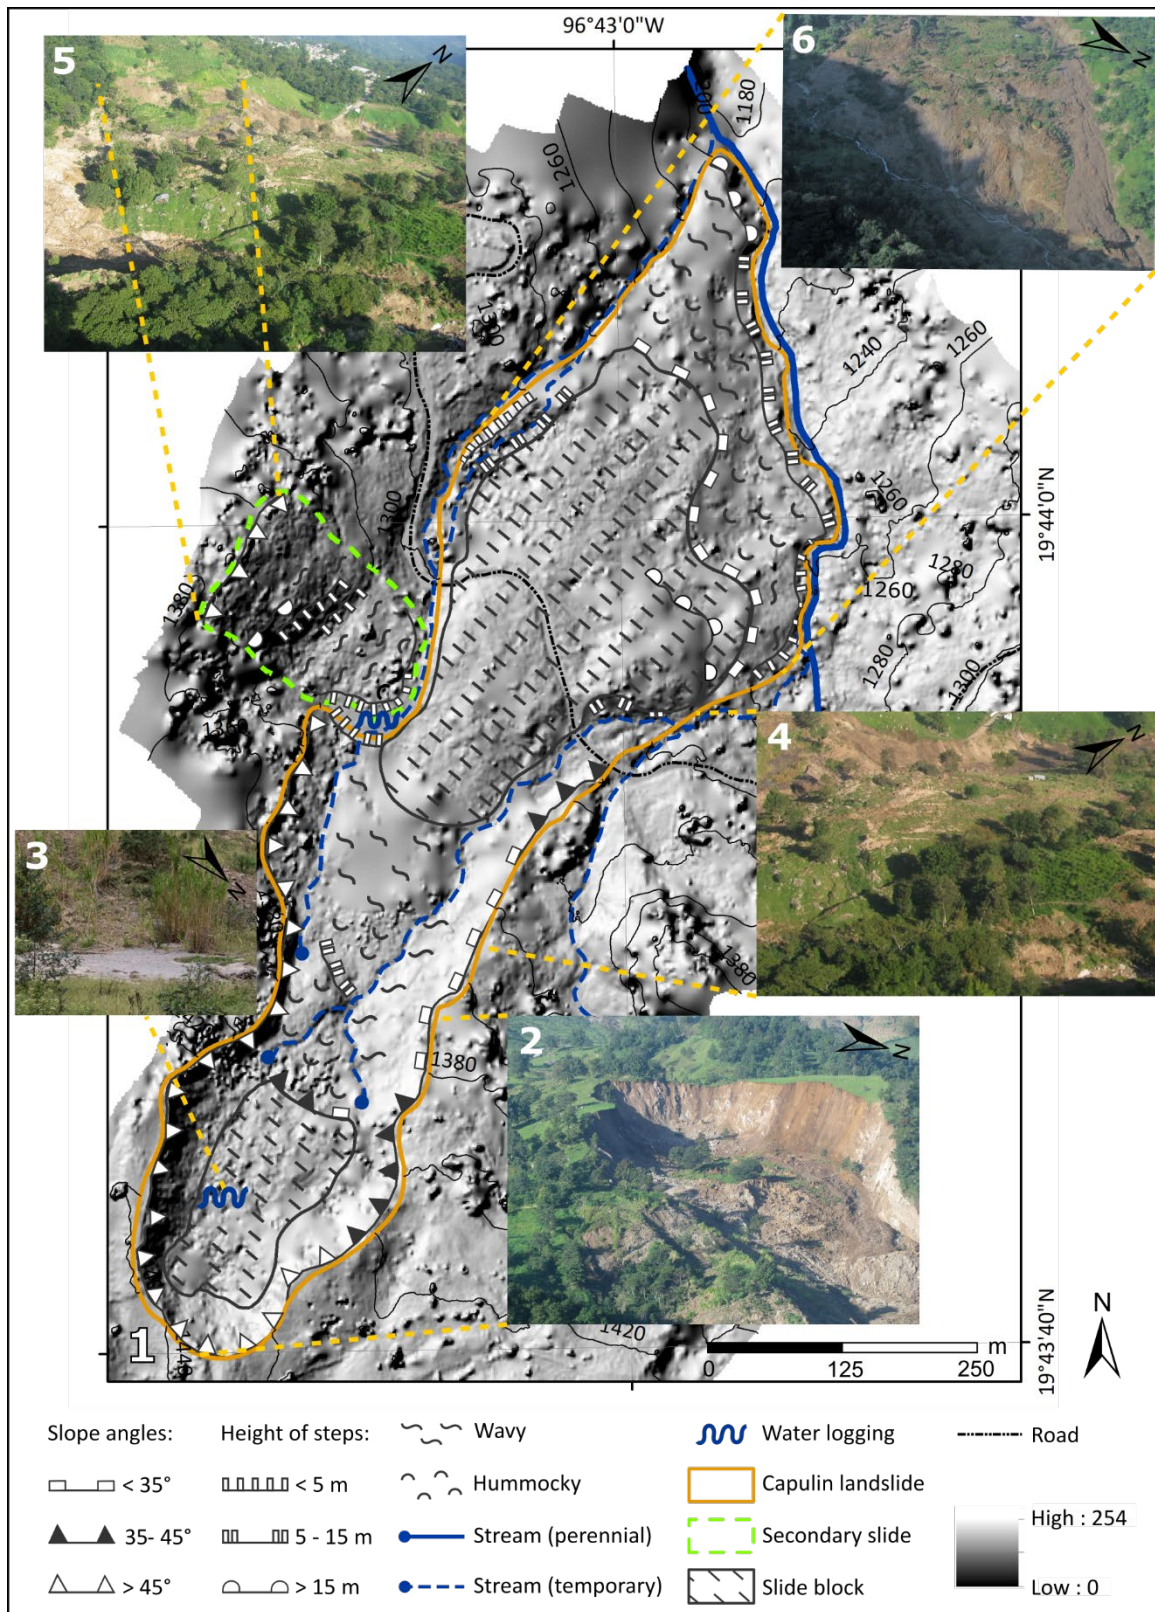 96°43'0"W
5
N
6
N
1180
1200
1260
1300
1240
1260
1260
1280
1260
1280
1300
19°44'0"N
1300
1380
4
N
3
N
1380
1380
2
N
1420
1
1440
0 125 250 m
19°43'40"N
N
Slope angles:
< 35°
35- 45°
> 45°
Height of steps:
< 5 m
5 - 15 m
> 15 m
Wavy
Hummocky
Stream (perennial)
Stream (temporary)
Water logging
Capulin landslide
Secondary slide
Slide block
Road
High : 254
Low : 0